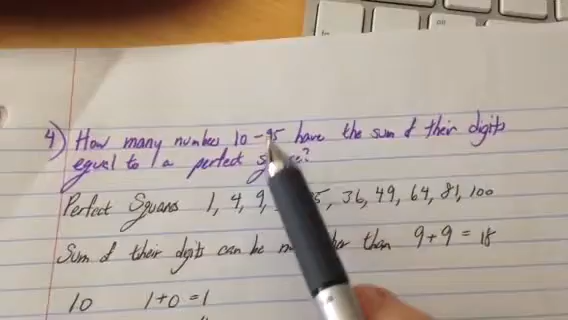 4) How many number 10 - 95 have the sum of their digits
equal to a perfect
Perfect Squares 1, 4, 9, 36, 49, 64, 81, 100
Sum of their digits can be than 9+9 = 18
10 1+0 = 1